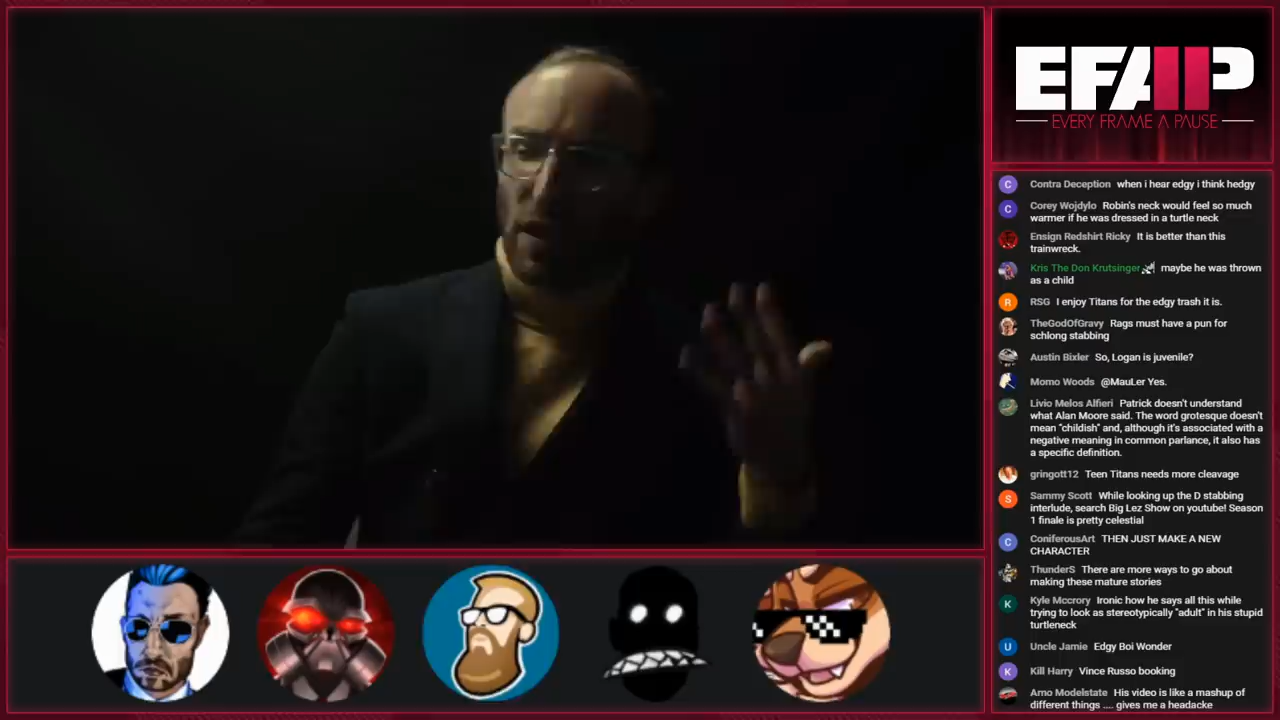 EFAP
EVERY FRAME A PAUSE
C Contra Deception when i hear edgy i think hedgy
C Corey Wojdylo Robin's neck would feel so much
warmer if he was dressed in a turtle neck
Ensign Redshirt Ricky It is better than this
trainwreck.
Kris The Don Krutsinger maybe he was thrown
as a child
R RSG I enjoy Titans for the edgy trash it is.
TheGodOfGravy Rags must have a pun for
schlong stabbing
Austin Bixler So, Logan is juvenile?
Momo Woods @MauLer Yes.
Livio Melos Alfieri Patrick doesn't understand
what Alan Moore said. The word grotesque doesn't
mean "childish" and, although it's associated with a
negative meaning in common parlance, it also has
a specific definition.
gringott12 Teen Titans needs more cleavage
S Sammy Scott While looking up the D stabbing
interlude, search Big Lez Show on youtube! Season
1 finale is pretty celestial
C ConiferousArt THEN JUST MAKE A NEW
CHARACTER
ThunderS There are more ways to go about
making these mature stories
K Kyle Mccrory Ironic how he says all this while
trying to look as stereotypically "adult" in his stupid
turtleneck
U Uncle Jamie Edgy Boi Wonder
K Kill Harry Vince Russo booking
Arno Modelstate His video is like a mashup of
different things .... gives me a headacke